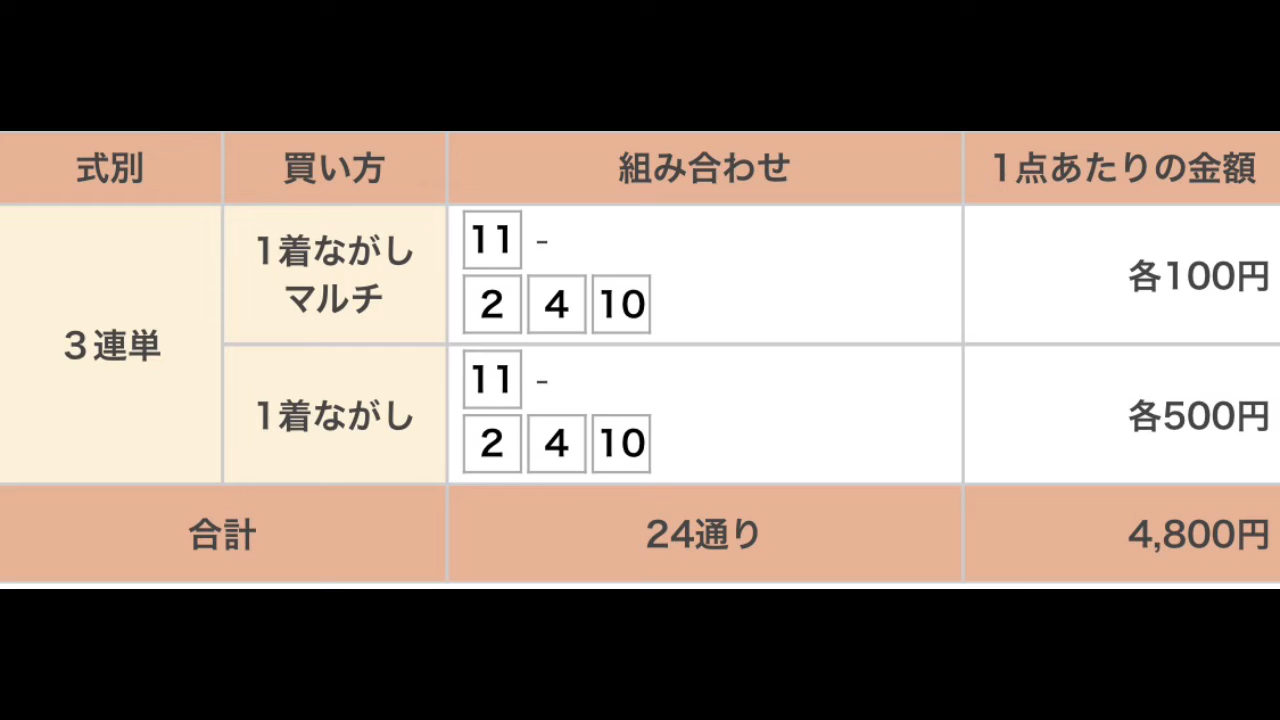 式別 買い方 組み合わせ 1点あたりの金額
3連単
1着ながし
マルチ
11 -
2 4 10
各100円
1着ながし
11 -
2 4 10
各500円
合計 24通り 4,800円